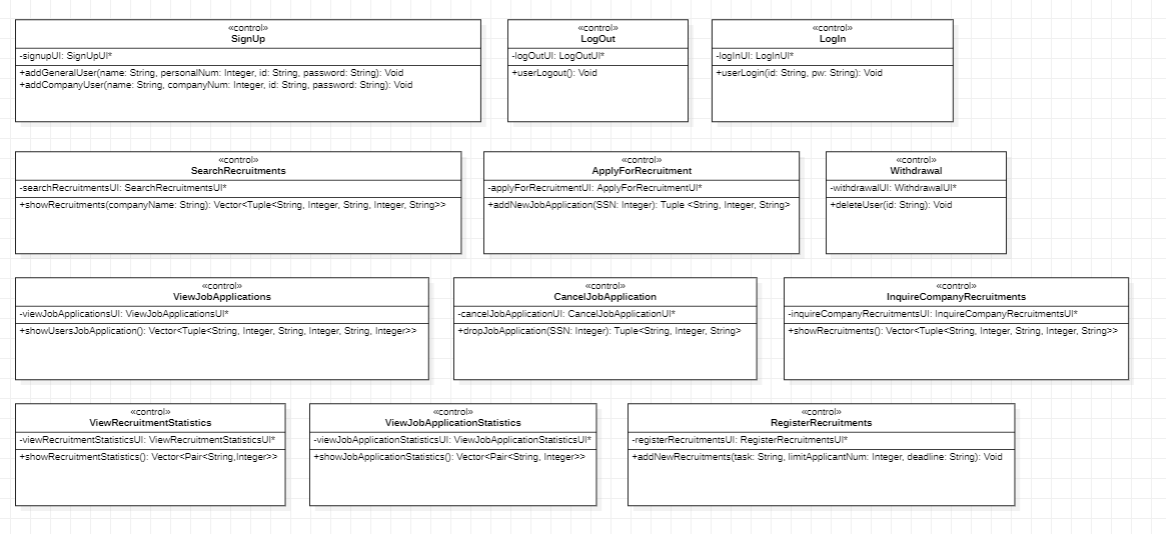 «control»
SignUp
-signupUI: SignUpUI*
+addGeneralUser(name: String, personalNum: Integer, id: String, password: String): Void
+addCompanyUser(name: String, companyNum: Integer, id: String, password: String): Void
«control»
LogOut
-logOutUI: LogOutUI*
+userLogout(): Void
«control»
LogIn
-logInUI: LogInUI*
+userLogin(id: String, pw: String): Void
«control»
SearchRecruitments
-searchRecruitmentsUI: SearchRecruitmentsUI*
+showRecruitments(companyName: String): Vector<Tuple<String, Integer, String, Integer, String>>
«control»
ApplyForRecruitment
-applyForRecruitmentUI: ApplyForRecruitmentUI*
+addNewJobApplication(SSN: Integer): Tuple <String, Integer, String>
«control»
Withdrawal
-withdrawalUI: WithdrawalUI*
+deleteUser(id: String): Void
«control»
ViewJobApplications
-viewJobApplicationsUI: ViewJobApplicationsUI*
+showUsersJobApplication(): Vector<Tuple<String, Integer, String, Integer, String, Integer>>
«control»
CancelJobApplication
-cancelJobApplicationUI: CancelJobApplicationUI*
+dropJobApplication(SSN: Integer): Tuple<String, Integer, String>
«control»
InquireCompanyRecruitments
-inquireCompanyRecruitmentsUI: InquireCompanyRecruitmentsUI*
+showRecruitments(): Vector<Tuple<String, Integer, String, Integer, String>>
«control»
ViewRecruitmentStatistics
-viewRecruitmentStatisticsUI: ViewRecruitmentStatisticsUI*
+showRecruitmentStatistics(): Vector<Pair<String,Integer>>
«control»
ViewJobApplicationStatistics
-viewJobApplicationStatisticsUI: ViewJobApplicationStatisticsUI*
+showJobApplicationStatistics(): Vector<Pair<String, Integer>>
«control»
RegisterRecruitments
-registerRecruitmentsUI: RegisterRecruitmentsUI*
+addNewRecruitments(task: String, limitApplicantNum: Integer, deadline: String): Void